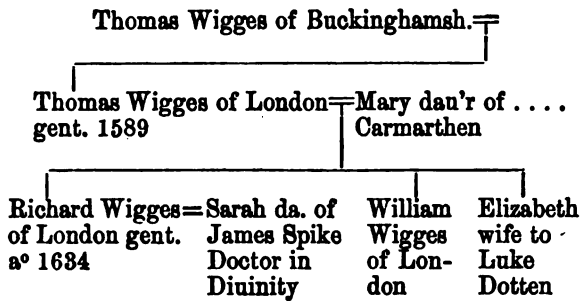 Thomas Wigges of Buckinghamsh.=
Thomas Wigges of London=Mary dau'r of . . . .
gent. 1589 Carmarthen
Richard Wigges=Sarah da. of William Elizabeth
of London gent. James Spike Wigges wife to
aº 1634 Doctor in of Lon- Luke
Diuinity don Dotten